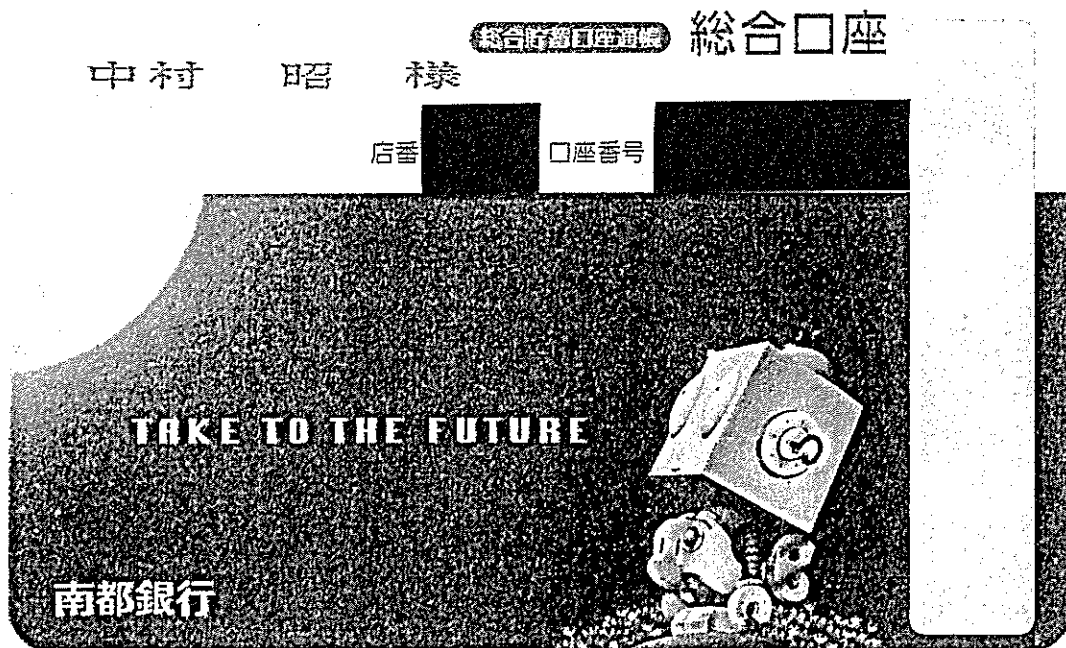 総合貯蓄口座通帳 総合口座
中村 昭 様
店番 口座番号
TAKE TO THE FUTURE
南都銀行